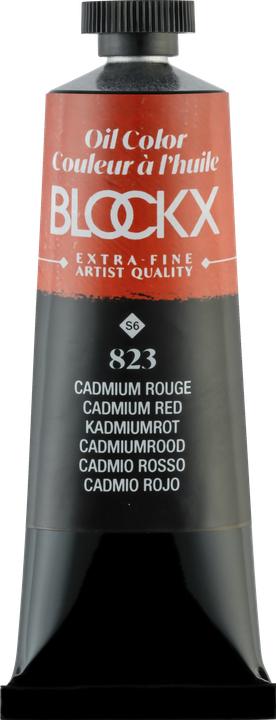 Oil Color
Couleur à l'huile
BLOCKX
EXTRA-FINE
ARTIST QUALITY
S6
823
CADMIUM ROUGE
CADMIUM RED
KADMIUMROT
CADMIUMROOD
CADMIO ROSSO
CADMIO ROJO